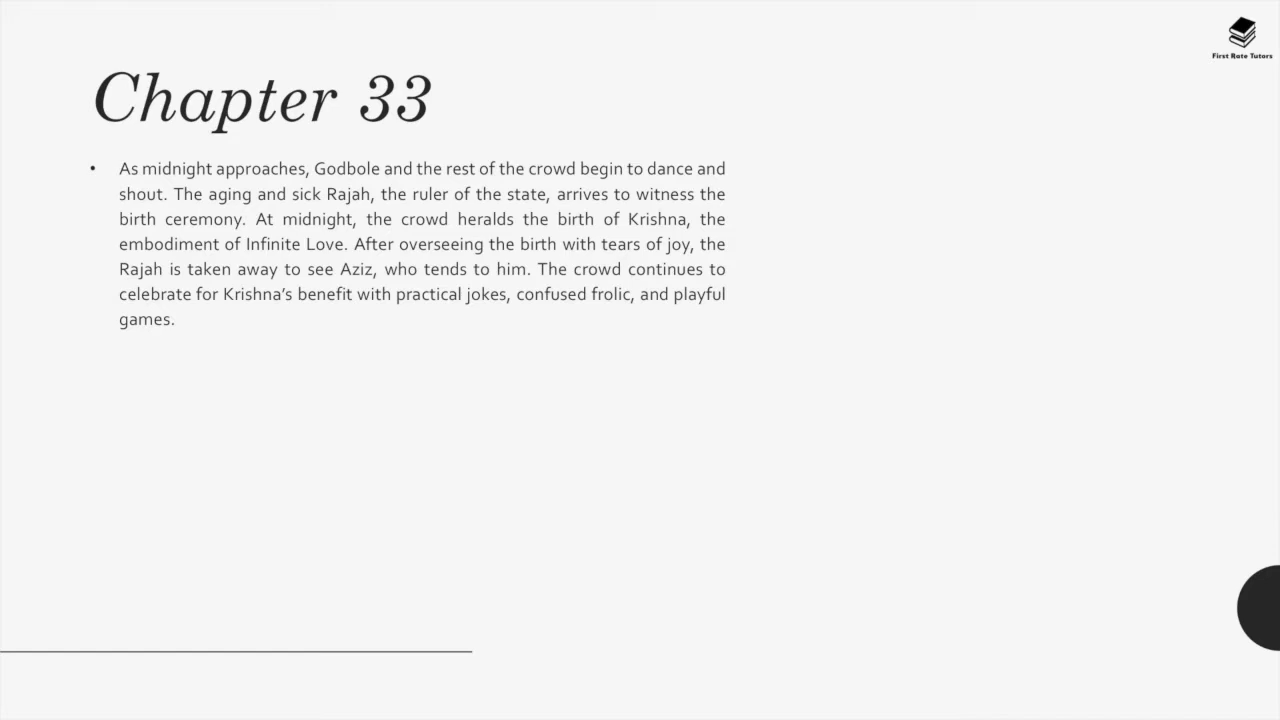 First Rate Tutors
Chapter 33
• As midnight approaches, Godbole and the rest of the crowd begin to dance and
shout. The aging and sick Rajah, the ruler of the state, arrives to witness the
birth ceremony. At midnight, the crowd heralds the birth of Krishna, the
embodiment of Infinite Love. After overseeing the birth with tears of joy, the
Rajah is taken away to see Aziz, who tends to him. The crowd continues to
celebrate for Krishna’s benefit with practical jokes, confused frolic, and playful
games.